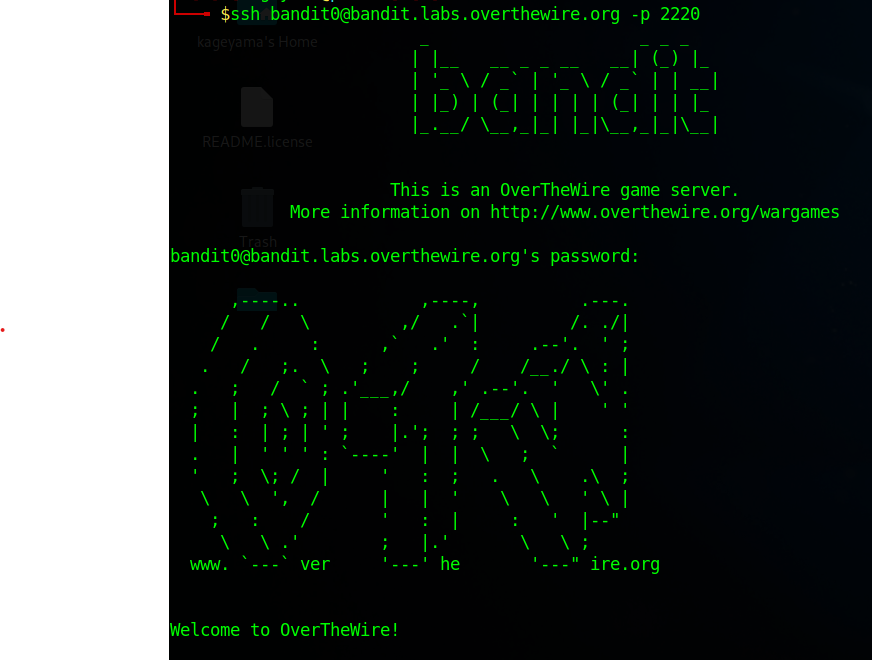 $ssh bandit0@bandit.labs.overthewire.org -p 2220
kageyama's Home
bandit
README.license
This is an OverTheWire game server.
More information on http://www.overthewire.org/wargames
Trash
bandit0@bandit.labs.overthewire.org's password:
www. ver he ire.org
Welcome to OverTheWire!